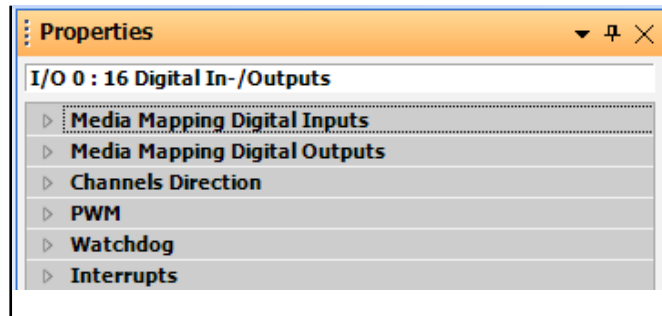 Properties
I/O 0 : 16 Digital In-/Outputs
Media Mapping Digital Inputs
Media Mapping Digital Outputs
Channels Direction
PWM
Watchdog
Interrupts